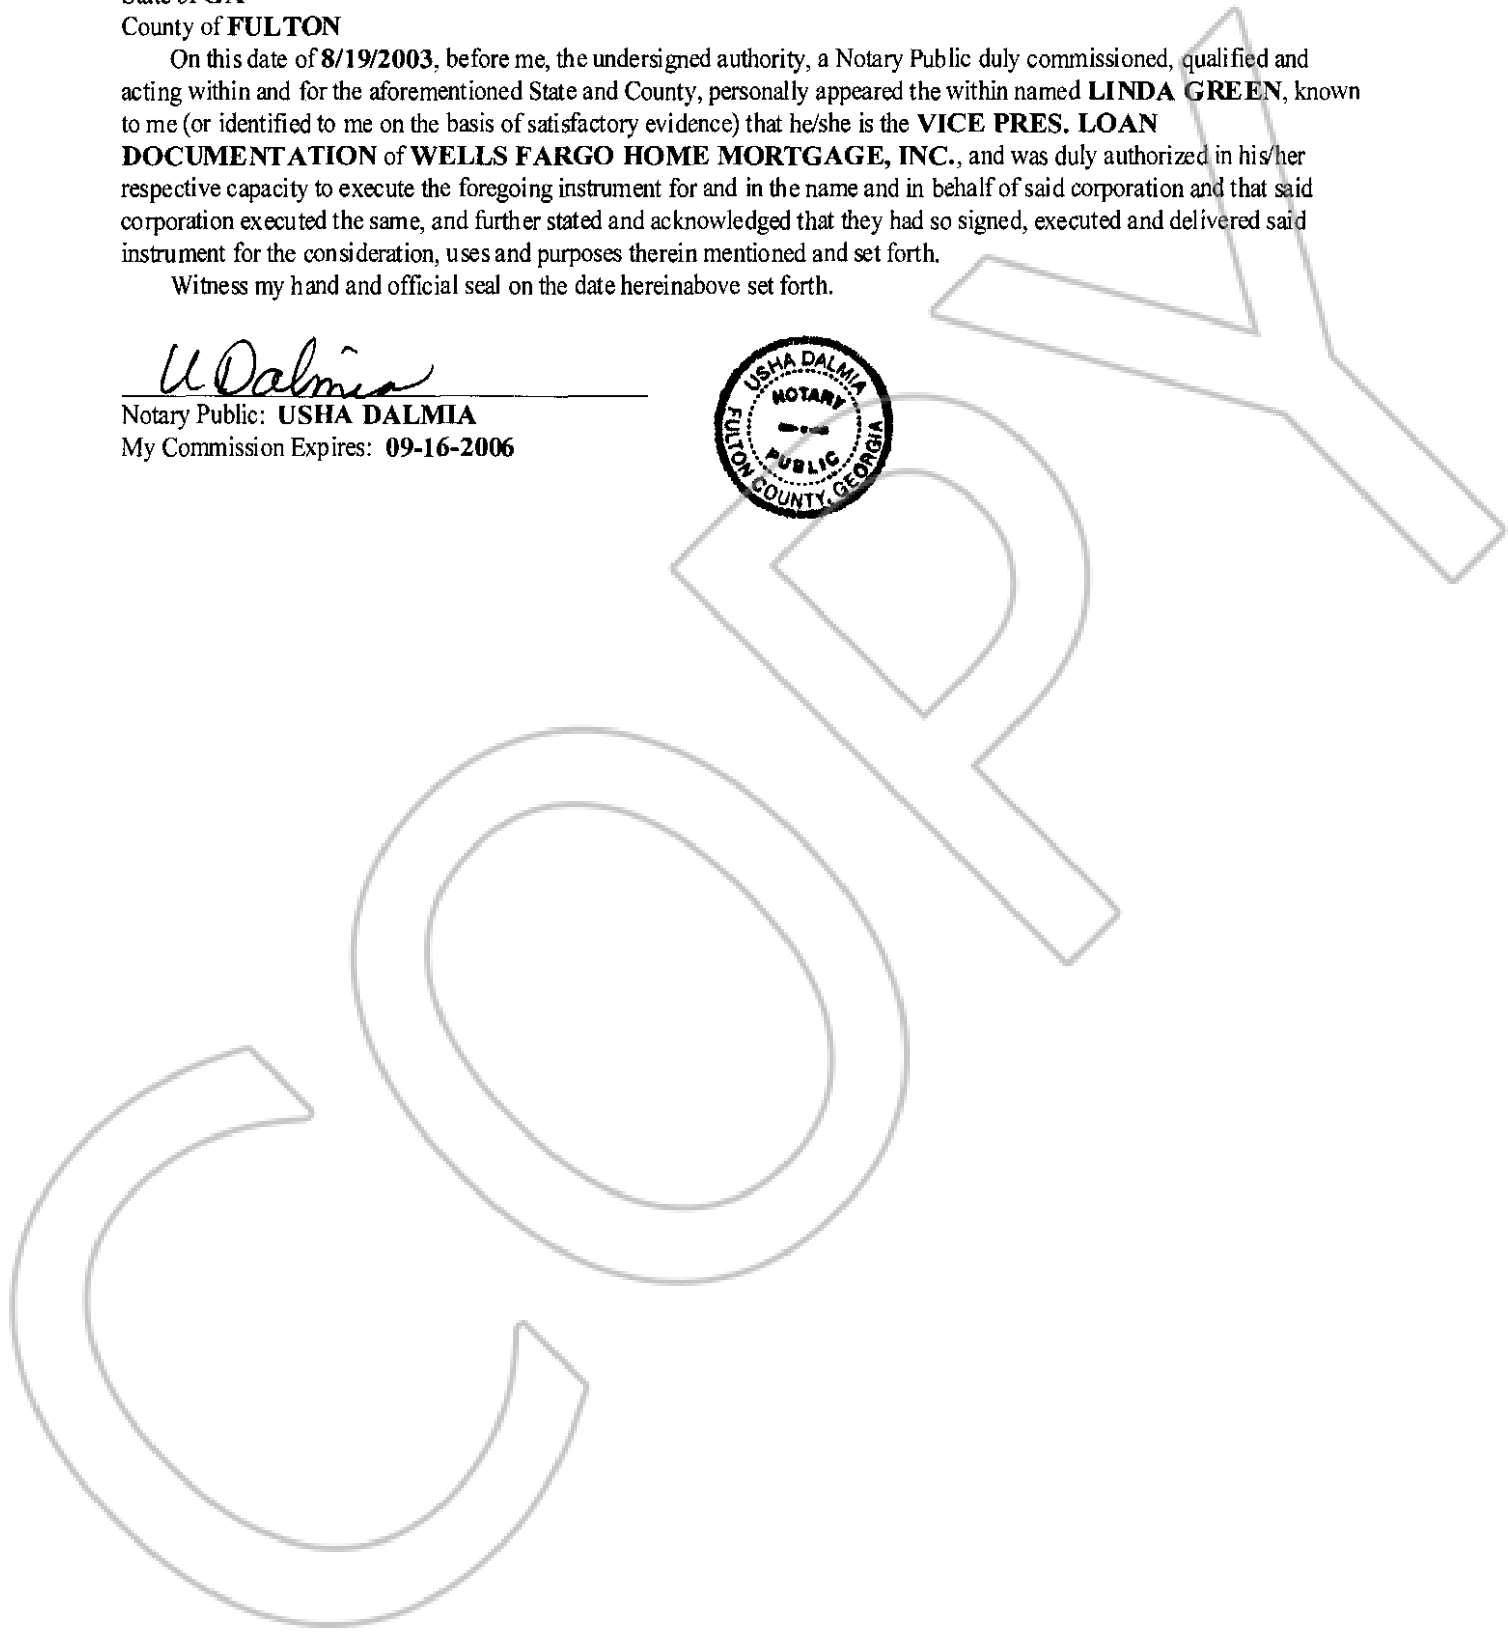 State of GA
County of FULTON
On this date of 8/19/2003, before me, the undersigned authority, a Notary Public duly commissioned, qualified and
acting within and for the aforementioned State and County, personally appeared the within named LINDA GREEN, known
to me (or identified to me on the basis of satisfactory evidence) that he/she is the VICE PRES. LOAN
DOCUMENTATION of WELLS FARGO HOME MORTGAGE, INC., and was duly authorized in his/her
respective capacity to execute the foregoing instrument for and in the name and in behalf of said corporation and that said
corporation executed the same, and further stated and acknowledged that they had so signed, executed and delivered said
instrument for the consideration, uses and purposes therein mentioned and set forth.
Witness my hand and official seal on the date hereinabove set forth.
U Dalmia
Notary Public: USHA DALMIA
My Commission Expires: 09-16-2006
USHA DALMIA
NOTARY
PUBLIC
FULTON COUNTY, GEORGIA
COPY